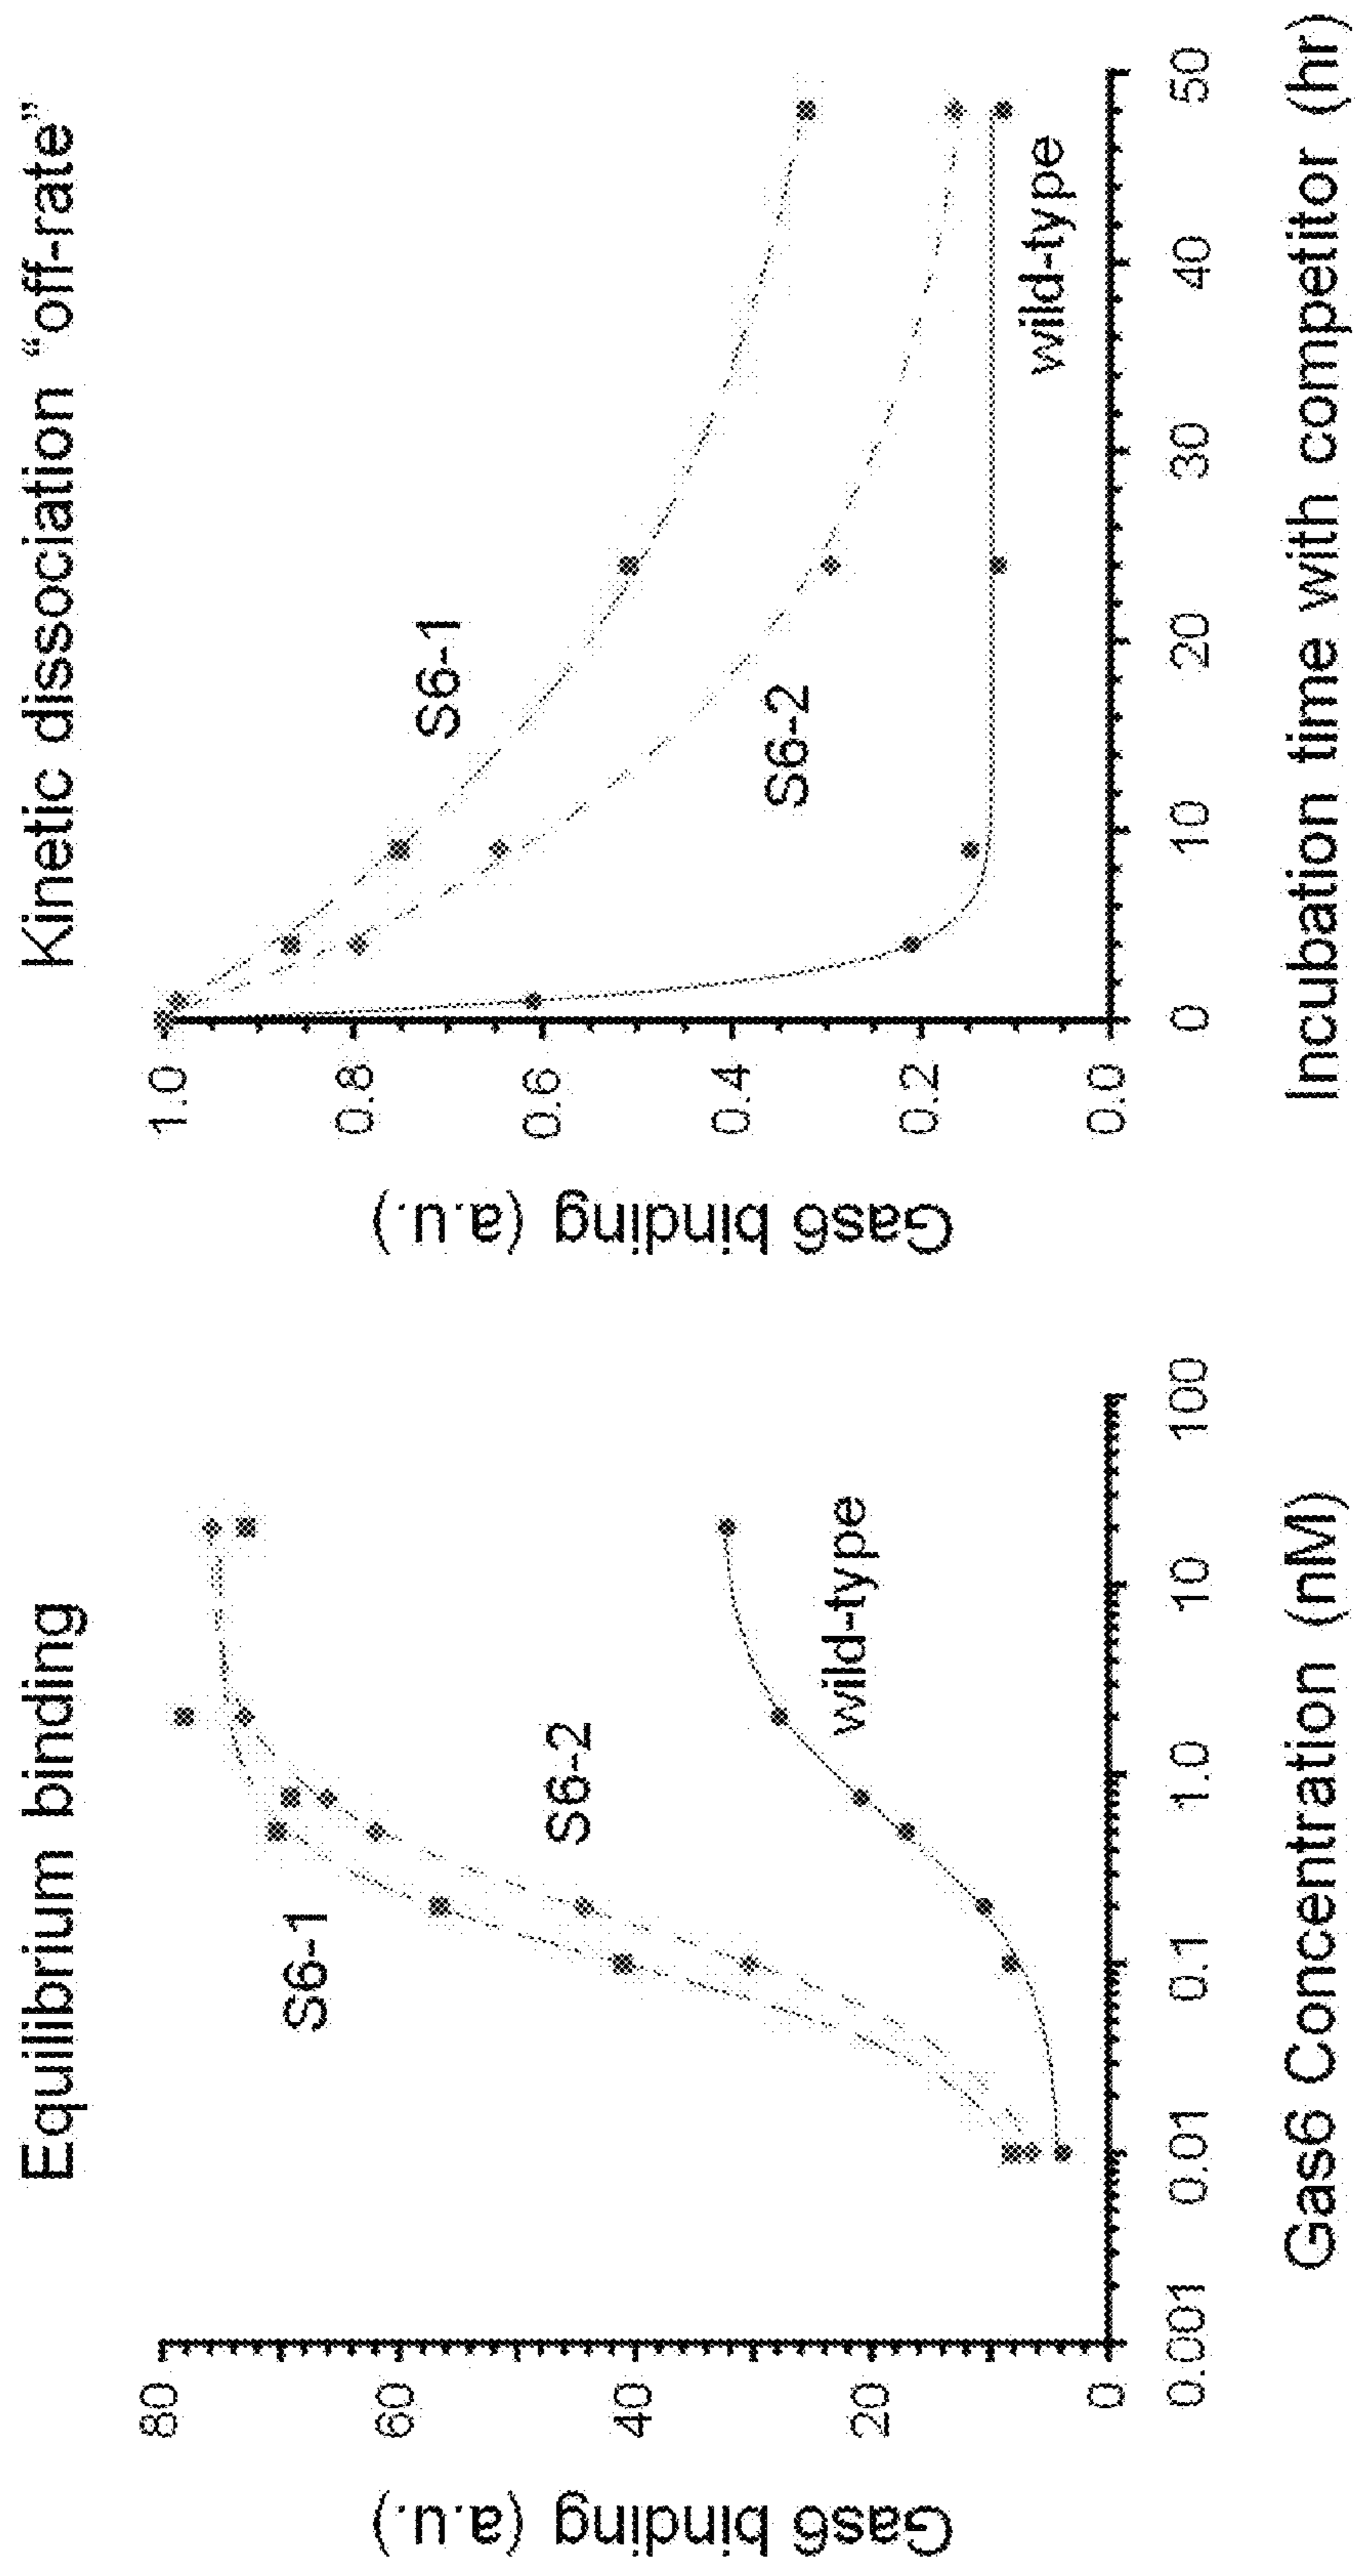 Equilibrium binding
Gas6 binding (a.u.)
80
60
40
20
0
S6-1
S6-2
wild-type
0.001 0.01 0.1 1.0 10 100
Gas6 Concentration (nM)
Kinetic dissociation “off-rate”
Gas6 binding (a.u.)
1.0
0.8
0.6
0.4
0.2
0.0
S6-1
S6-2
wild-type
0 10 20 30 40 50
Incubation time with competitor (hr)